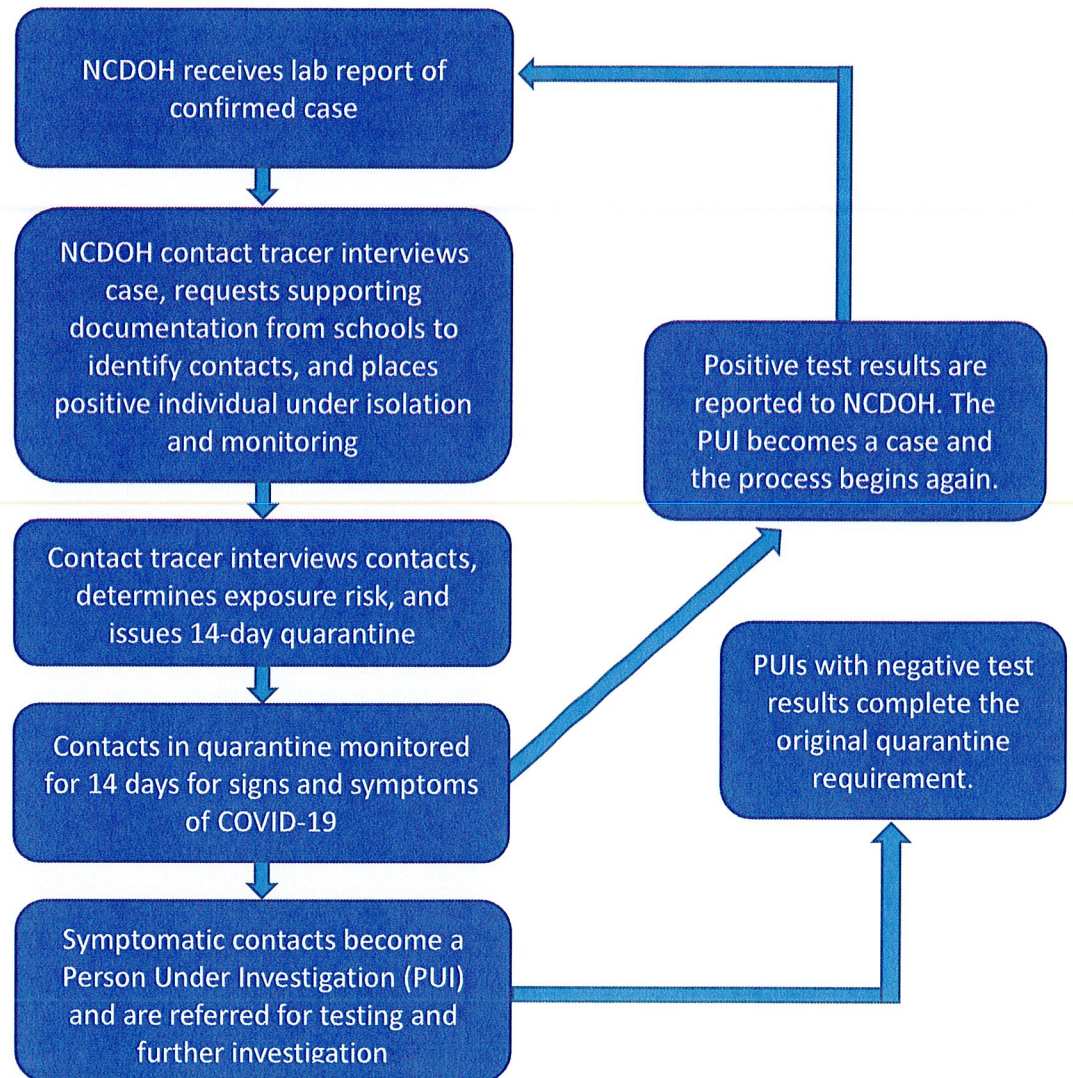 NCDOH receives lab report of
confirmed case
NCDOH contact tracer interviews
case, requests supporting
documentation from schools to
identify contacts, and places
positive individual under isolation
and monitoring
Contact tracer interviews contacts,
determines exposure risk, and
issues 14-day quarantine
Contacts in quarantine monitored
for 14 days for signs and symptoms
of COVID-19
Symptomatic contacts become a
Person Under Investigation (PUI)
and are referred for testing and
further investigation
Positive test results are
reported to NCDOH. The
PUI becomes a case and
the process begins again.
PUIs with negative test
results complete the
original quarantine
requirement.